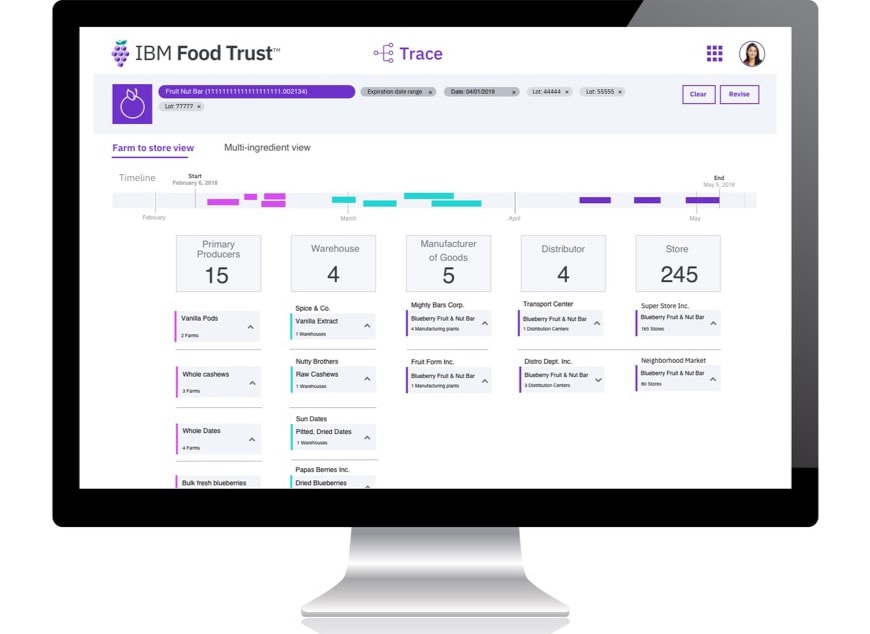 IBM Food Trust™
Trace
Fruit Nut Bar (11111111111111111111.002134)
Expiration date range ×
Date: 04/01/2019 ×
Lot: 44444 ×
Lot: 55555 ×
Lot: 77777 ×
Clear
Revise
Farm to store view
Multi-ingredient view
Timeline
Start
February 6, 2018
End
May 5, 2018
February
March
April
May
Primary
Producers
15
Warehouse
4
Manufacturer
of Goods
5
Distributor
4
Store
245
Vanilla Pods
2 Farms
Whole cashews
3 Farms
Whole Dates
4 Farms
Bulk fresh blueberries
Spice & Co.
Vanilla Extract
1 Warehouses
Nutty Brothers
Raw Cashews
1 Warehouses
Sun Dates
Pitted, Dried Dates
1 Warehouses
Papas Berries Inc.
Dried Blueberries
Mighty Bars Corp.
Blueberry Fruit & Nut Bar
4 Manufacturing plants
Fruit Form Inc.
Blueberry Fruit & Nut Bar
1 Manufacturing plants
Transport Center
Blueberry Fruit & Nut Bar
1 Distribution Centers
Distro Dept. Inc.
Blueberry Fruit & Nut Bar
3 Distribution Centers
Super Store Inc.
Blueberry Fruit & Nut Bar
165 Stores
Neighborhood Market
Blueberry Fruit & Nut Bar
80 Stores